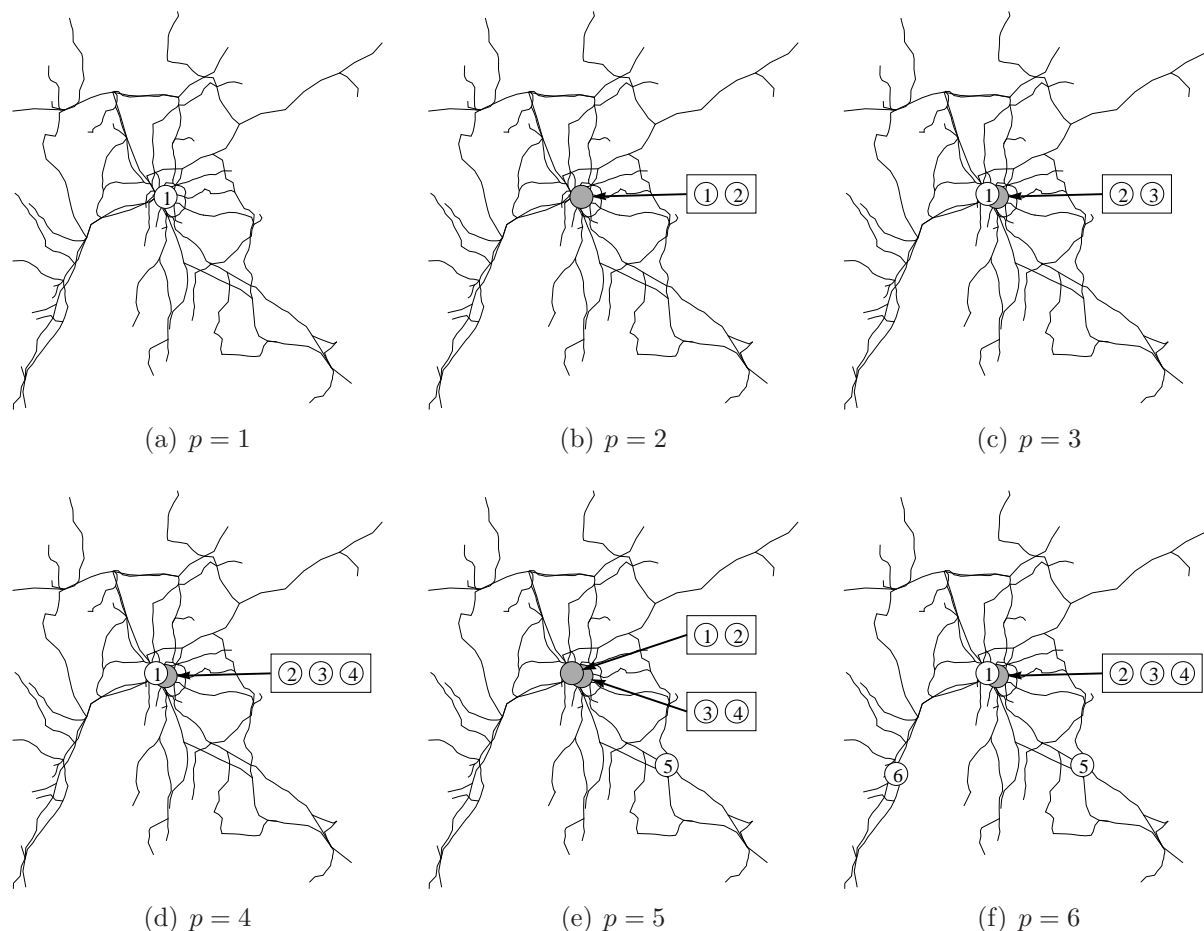 1
1 2
1 2 3
(a) p = 1
(b) p = 2
(c) p = 3
1 2
1 2 3 4
1 2 3 4
3 4
5
5
6
(d) p = 4
(e) p = 5
(f) p = 6